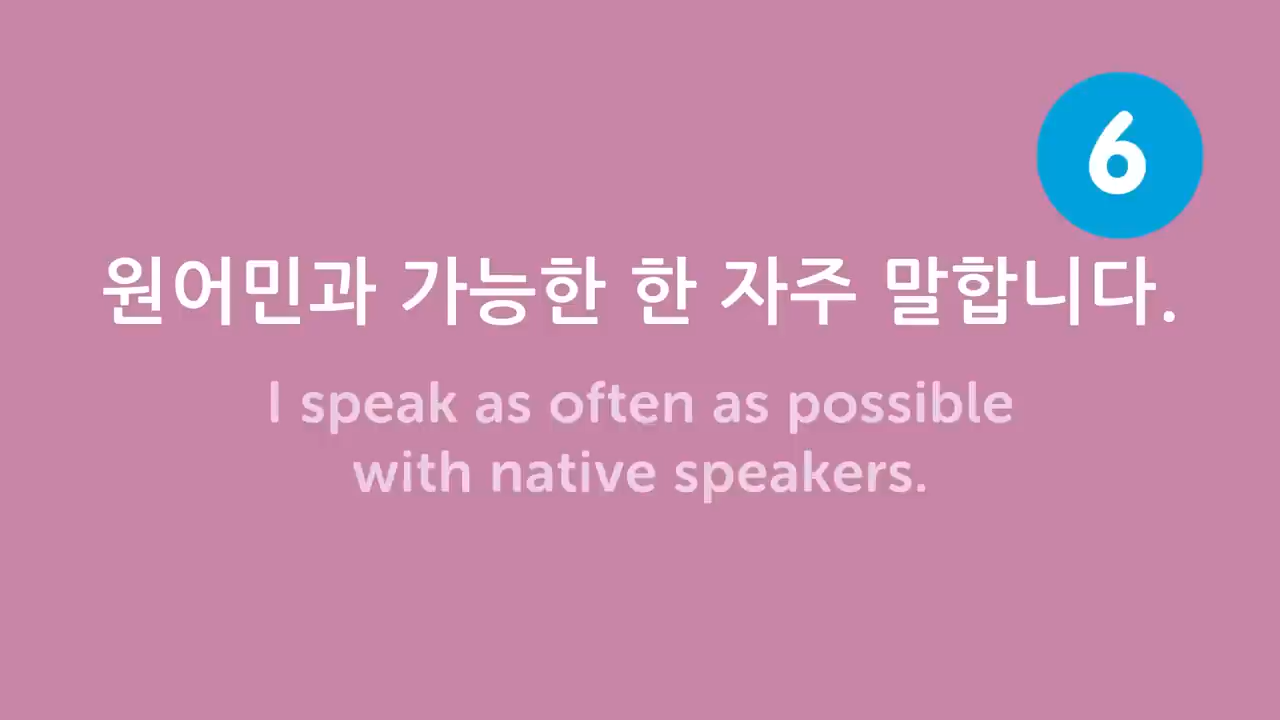 6
원어민과 가능한 한 자주 말합니다.
I speak as often as possible
with native speakers.